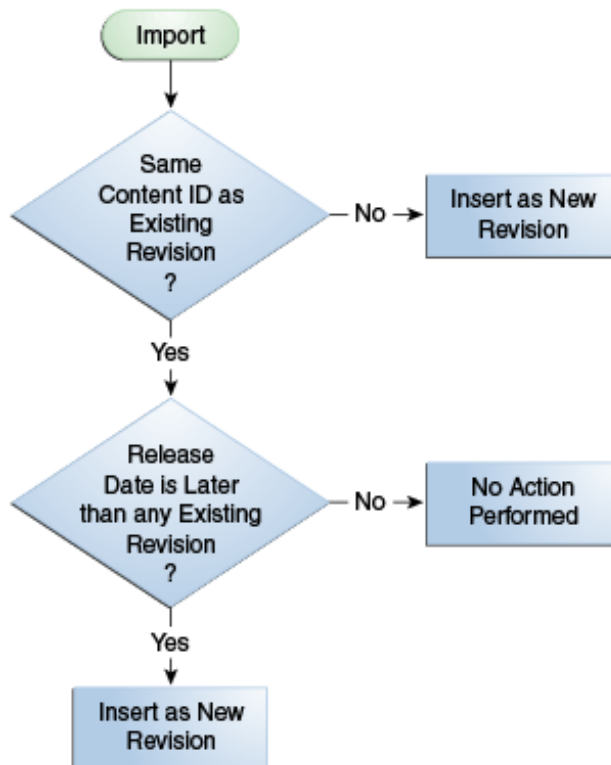 Import
Same
Content ID as
Existing
Revision
?
No
Insert as New
Revision
Yes
Release
Date is Later
than any Existing
Revision
?
No
No Action
Performed
Yes
Insert as New
Revision